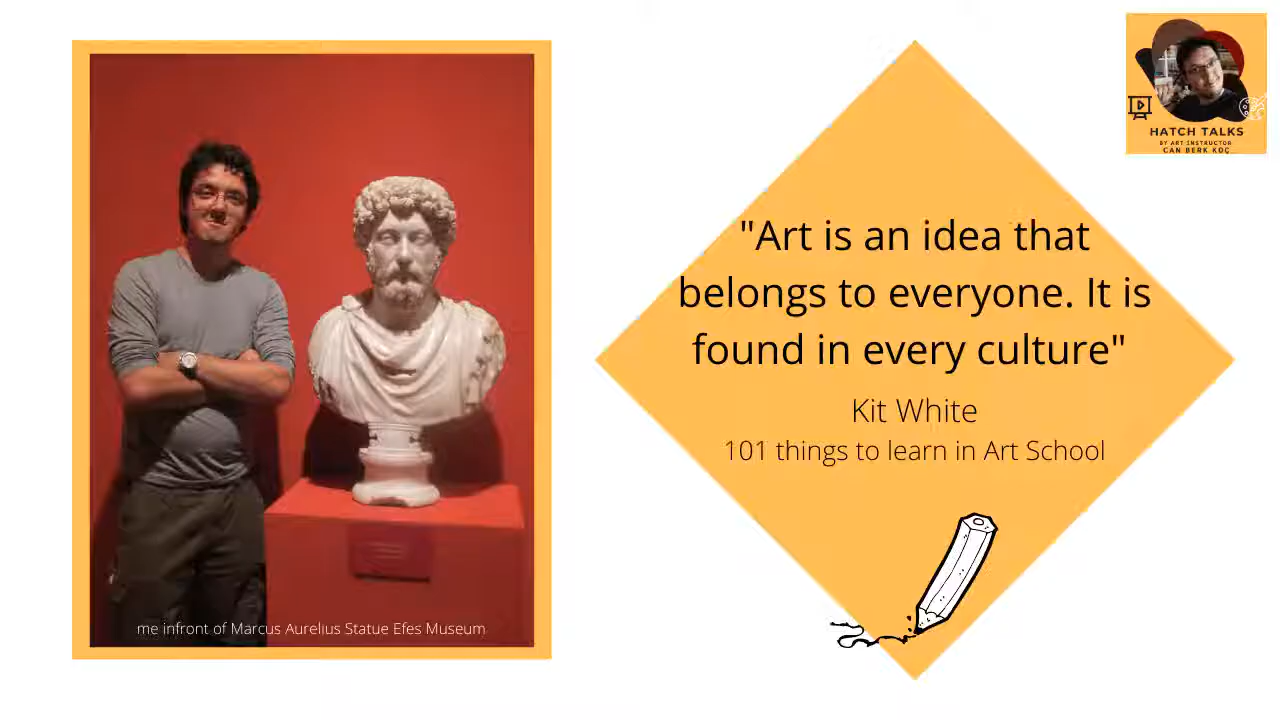 HATCH TALKS
BY ART INSTRUCTOR
CAN BERK KOÇ
"Art is an idea that
belongs to everyone. It is
found in every culture"
Kit White
101 things to learn in Art School
me infront of Marcus Aurelius Statue Efes Museum